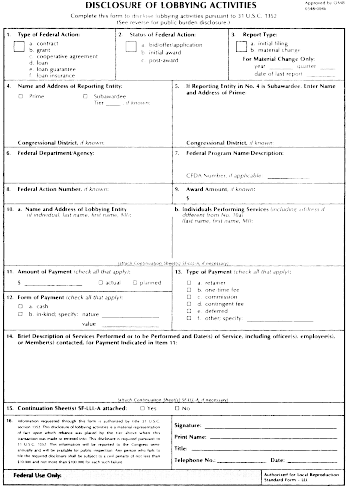 DISCLOSURE OF LOBBYING ACTIVITIES
Approved by OMB
Complete this form to disclose lobbying activities pursuant to 31 U.S.C. 1352
(See reverse for public burden disclosure.)
1. Type of Federal Action:
a. contract
b. grant
c. cooperative agreement
d. loan
e. loan guarantee
f. loan insurance
2. Status of Federal Action:
a. bid/offer/application
b. initial award
c. post-award
3. Report Type:
a. initial filing
b. material change
For Material Change Only:
year quarter
date of last report
4. Name and Address of Reporting Entity:
□ Prime □ Subawardee
Tier , if known:
Congressional District, if known:
5. If Reporting Entity in No. 4 is Subawardee, Enter Name
and Address of Prime:
Congressional District, if known:
6. Federal Department/Agency:
7. Federal Program Name/Description:
CFDA Number, if applicable:
8. Federal Action Number, if known:
9. Award Amount, if known:
$
10. a. Name and Address of Lobbying Entity
(if individual, last name, first name, MI):
b. Individuals Performing Services (including address if
different from No. 10a)
(last name, first name, MI):
(attach Continuation Sheet(s) SF-LLL-A, if necessary)
11. Amount of Payment (check all that apply):
$ □ actual □ planned
12. Form of Payment (check all that apply):
□ a. cash
□ b. in-kind; specify: nature
value
13. Type of Payment (check all that apply):
□ a. retainer
□ b. one-time fee
□ c. commission
□ d. contingent fee
□ e. deferred
□ f. other; specify:
14. Brief Description of Services Performed or to be Performed and Date(s) of Service, including officer(s), employee(s),
or Member(s) contacted, for Payment Indicated in Item 11:
(attach Continuation Sheet(s) SF-LLL-A, if necessary)
15. Continuation Sheet(s) SF-LLL-A attached: □ Yes □ No
16. Information requested through this form is authorized by title 31 U.S.C.
section 1352. This disclosure of lobbying activities is a material representation
of fact upon which reliance was placed by the tier above when this
transaction was made or entered into. This disclosure is required pursuant to
31 U.S.C. 1352. This information will be reported to the Congress semi-
annually and will be available for public inspection. Any person who fails to
file the required disclosure shall be subject to a civil penalty of not less than
$10,000 and not more than $100,000 for each such failure.
Signature:
Print Name:
Title:
Telephone No.: Date:
Federal Use Only:
Authorized for Local Reproduction
Standard Form - LLL